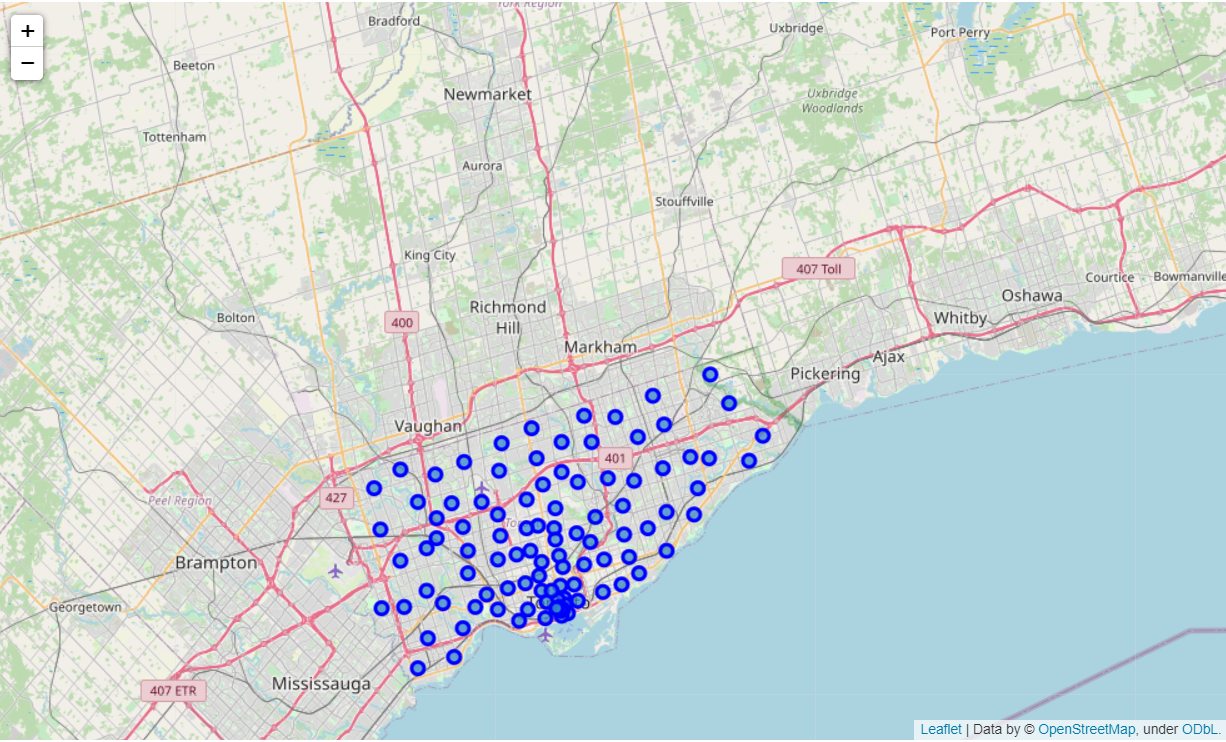 York Region
Bradford
Uxbridge
Port Perry
+
−
Beeton
Newmarket
Uxbridge
Woodlands
Tottenham
Aurora
Stouffville
King City
407 Toll
Courtice
Bowmanville
Oshawa
Richmond
Hill
Bolton
400
Whitby
Markham
Ajax
Pickering
Vaughan
401
427
Peel Region
Brampton
Georgetown
Mississauga
407 ETR
Leaflet | Data by © OpenStreetMap, under ODbL.